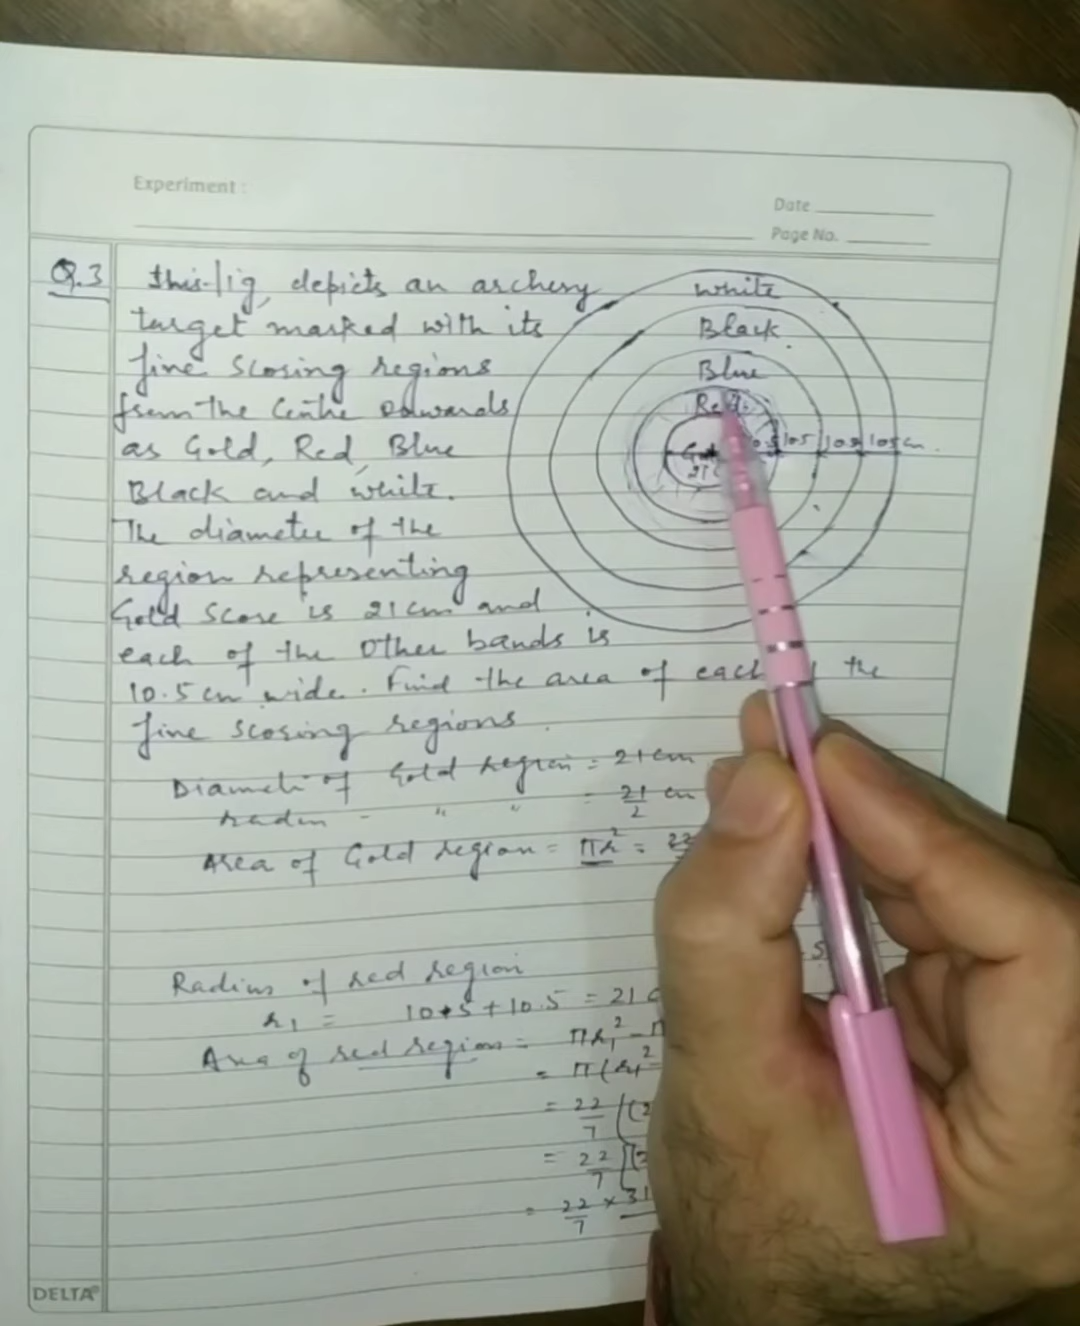 Experiment :
Date
Page No.
Q.3 this fig, depicts an archery
target marked with its
five scoring regions
from the Centre outwards
as Gold, Red, Blue
Black and white.
The diameter of the
region representing
Gold score is 21 cm and
each of the other bands is
10.5 cm wide. Find the area of each the
five scoring regions.
white
Black
Blue
Red
10.5 10.5 cm
Diameter of Gold region = 21 cm
radius - " " = 21/2 cm
Area of Gold region = πr² =
Radius of red region
r₁ = 10.5 + 10.5 = 21
Area of red region = πr₁² -
= π(r₁² -
= 22/7
= 22/7
= 22/7 ×
DELTA®